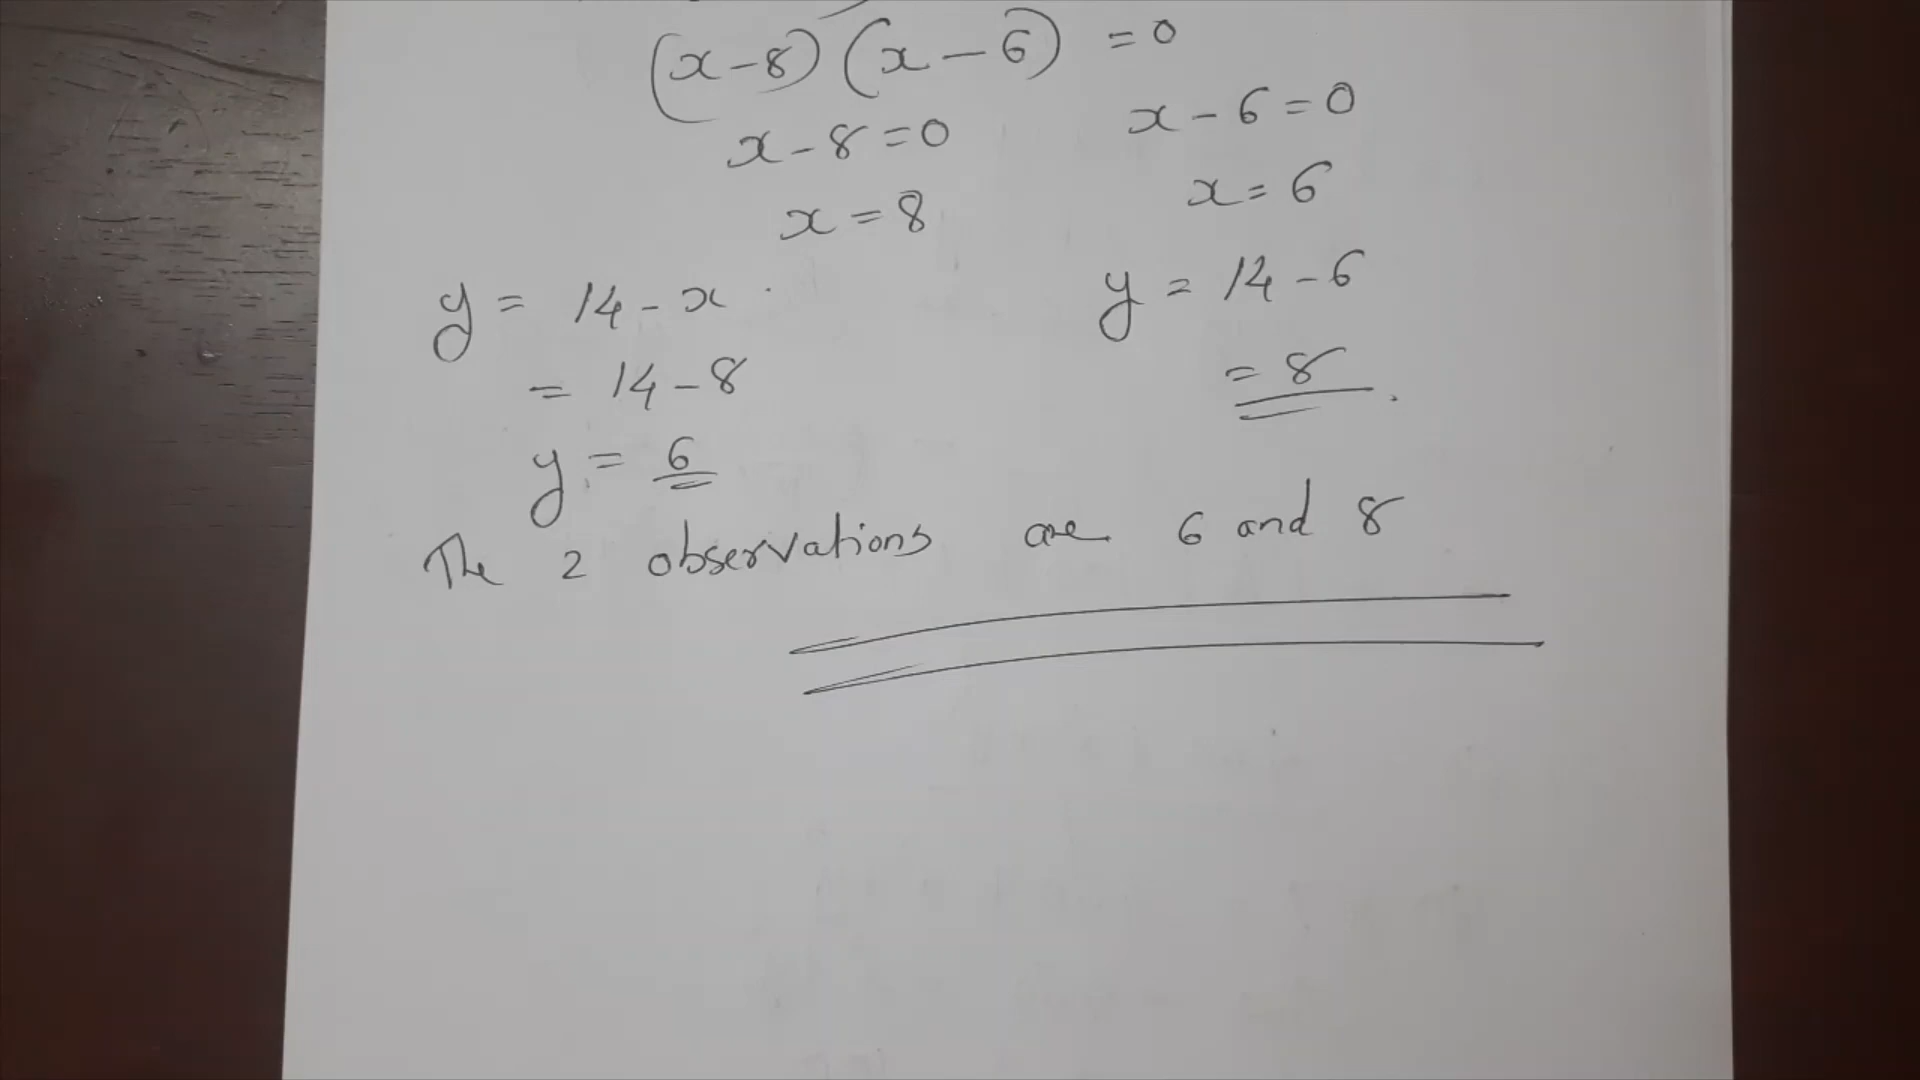 (x-8) (x-6) = 0
x-8=0 x-6=0
x=8 x=6
y = 14-x y = 14-6
= 14-8 = 8
y = 6
The 2 observations are 6 and 8